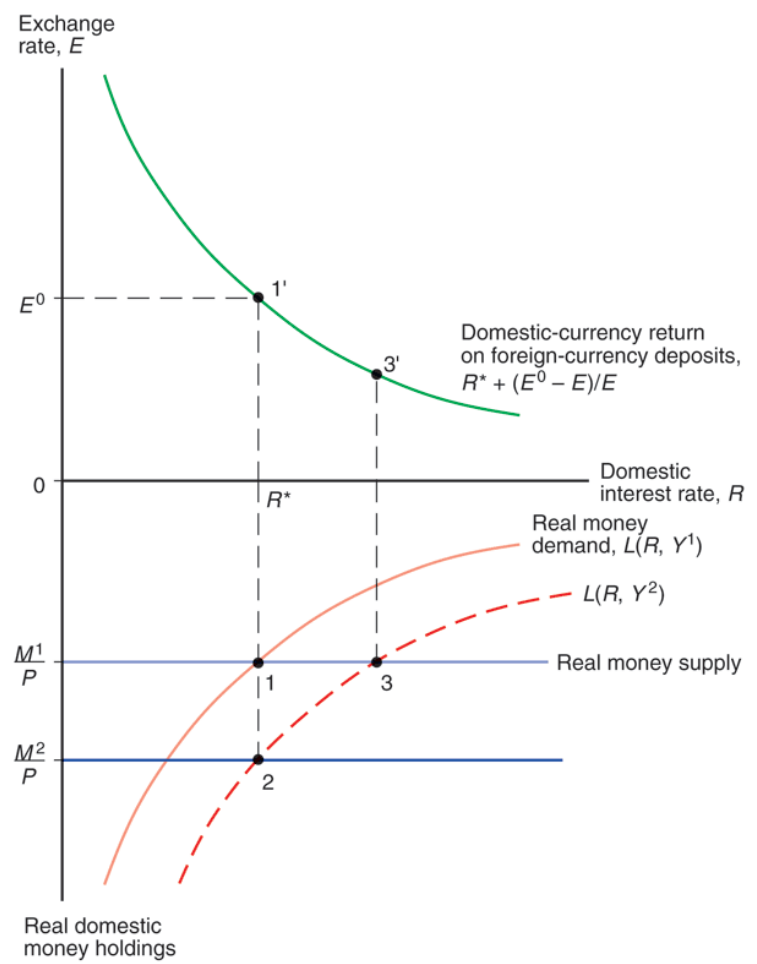 Exchange
rate, E
1'
E⁰
3'
Domestic-currency return
on foreign-currency deposits,
R* + (E⁰ – E)/E
0
R*
Domestic
interest rate, R
Real money
demand, L(R, Y¹)
L(R, Y²)
M¹
P
1
3
Real money supply
M²
P
2
Real domestic
money holdings